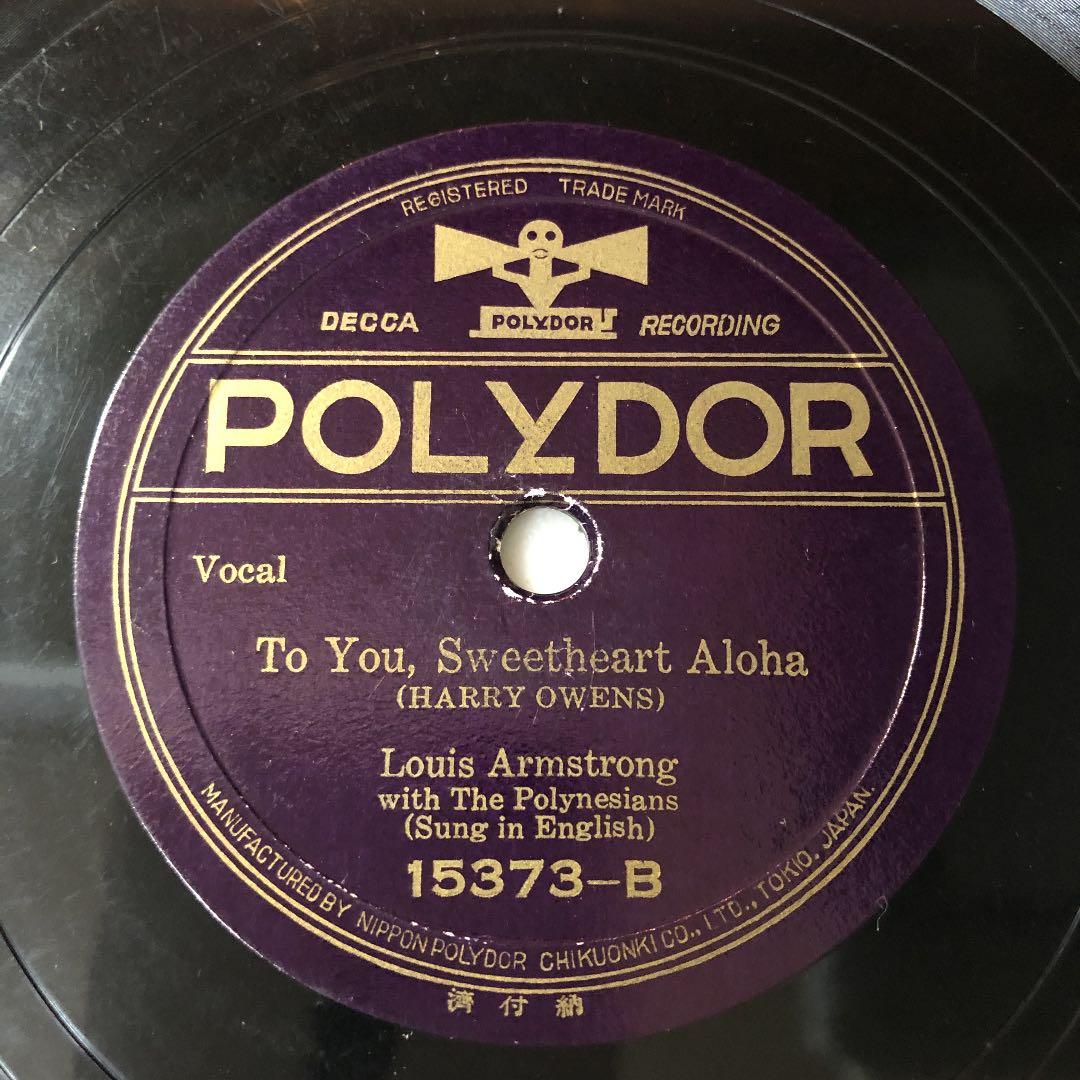 REGISTERED TRADE MARK
DECCA POLYDOR RECORDING
POLYDOR
Vocal
To You, Sweetheart Aloha
(HARRY OWENS)
Louis Armstrong
with The Polynesians
(Sung in English)
15373-B
MANUFACTURED BY NIPPON POLYDOR CHIKUONKI CO., LTD., TOKIO, JAPAN.
濟付納